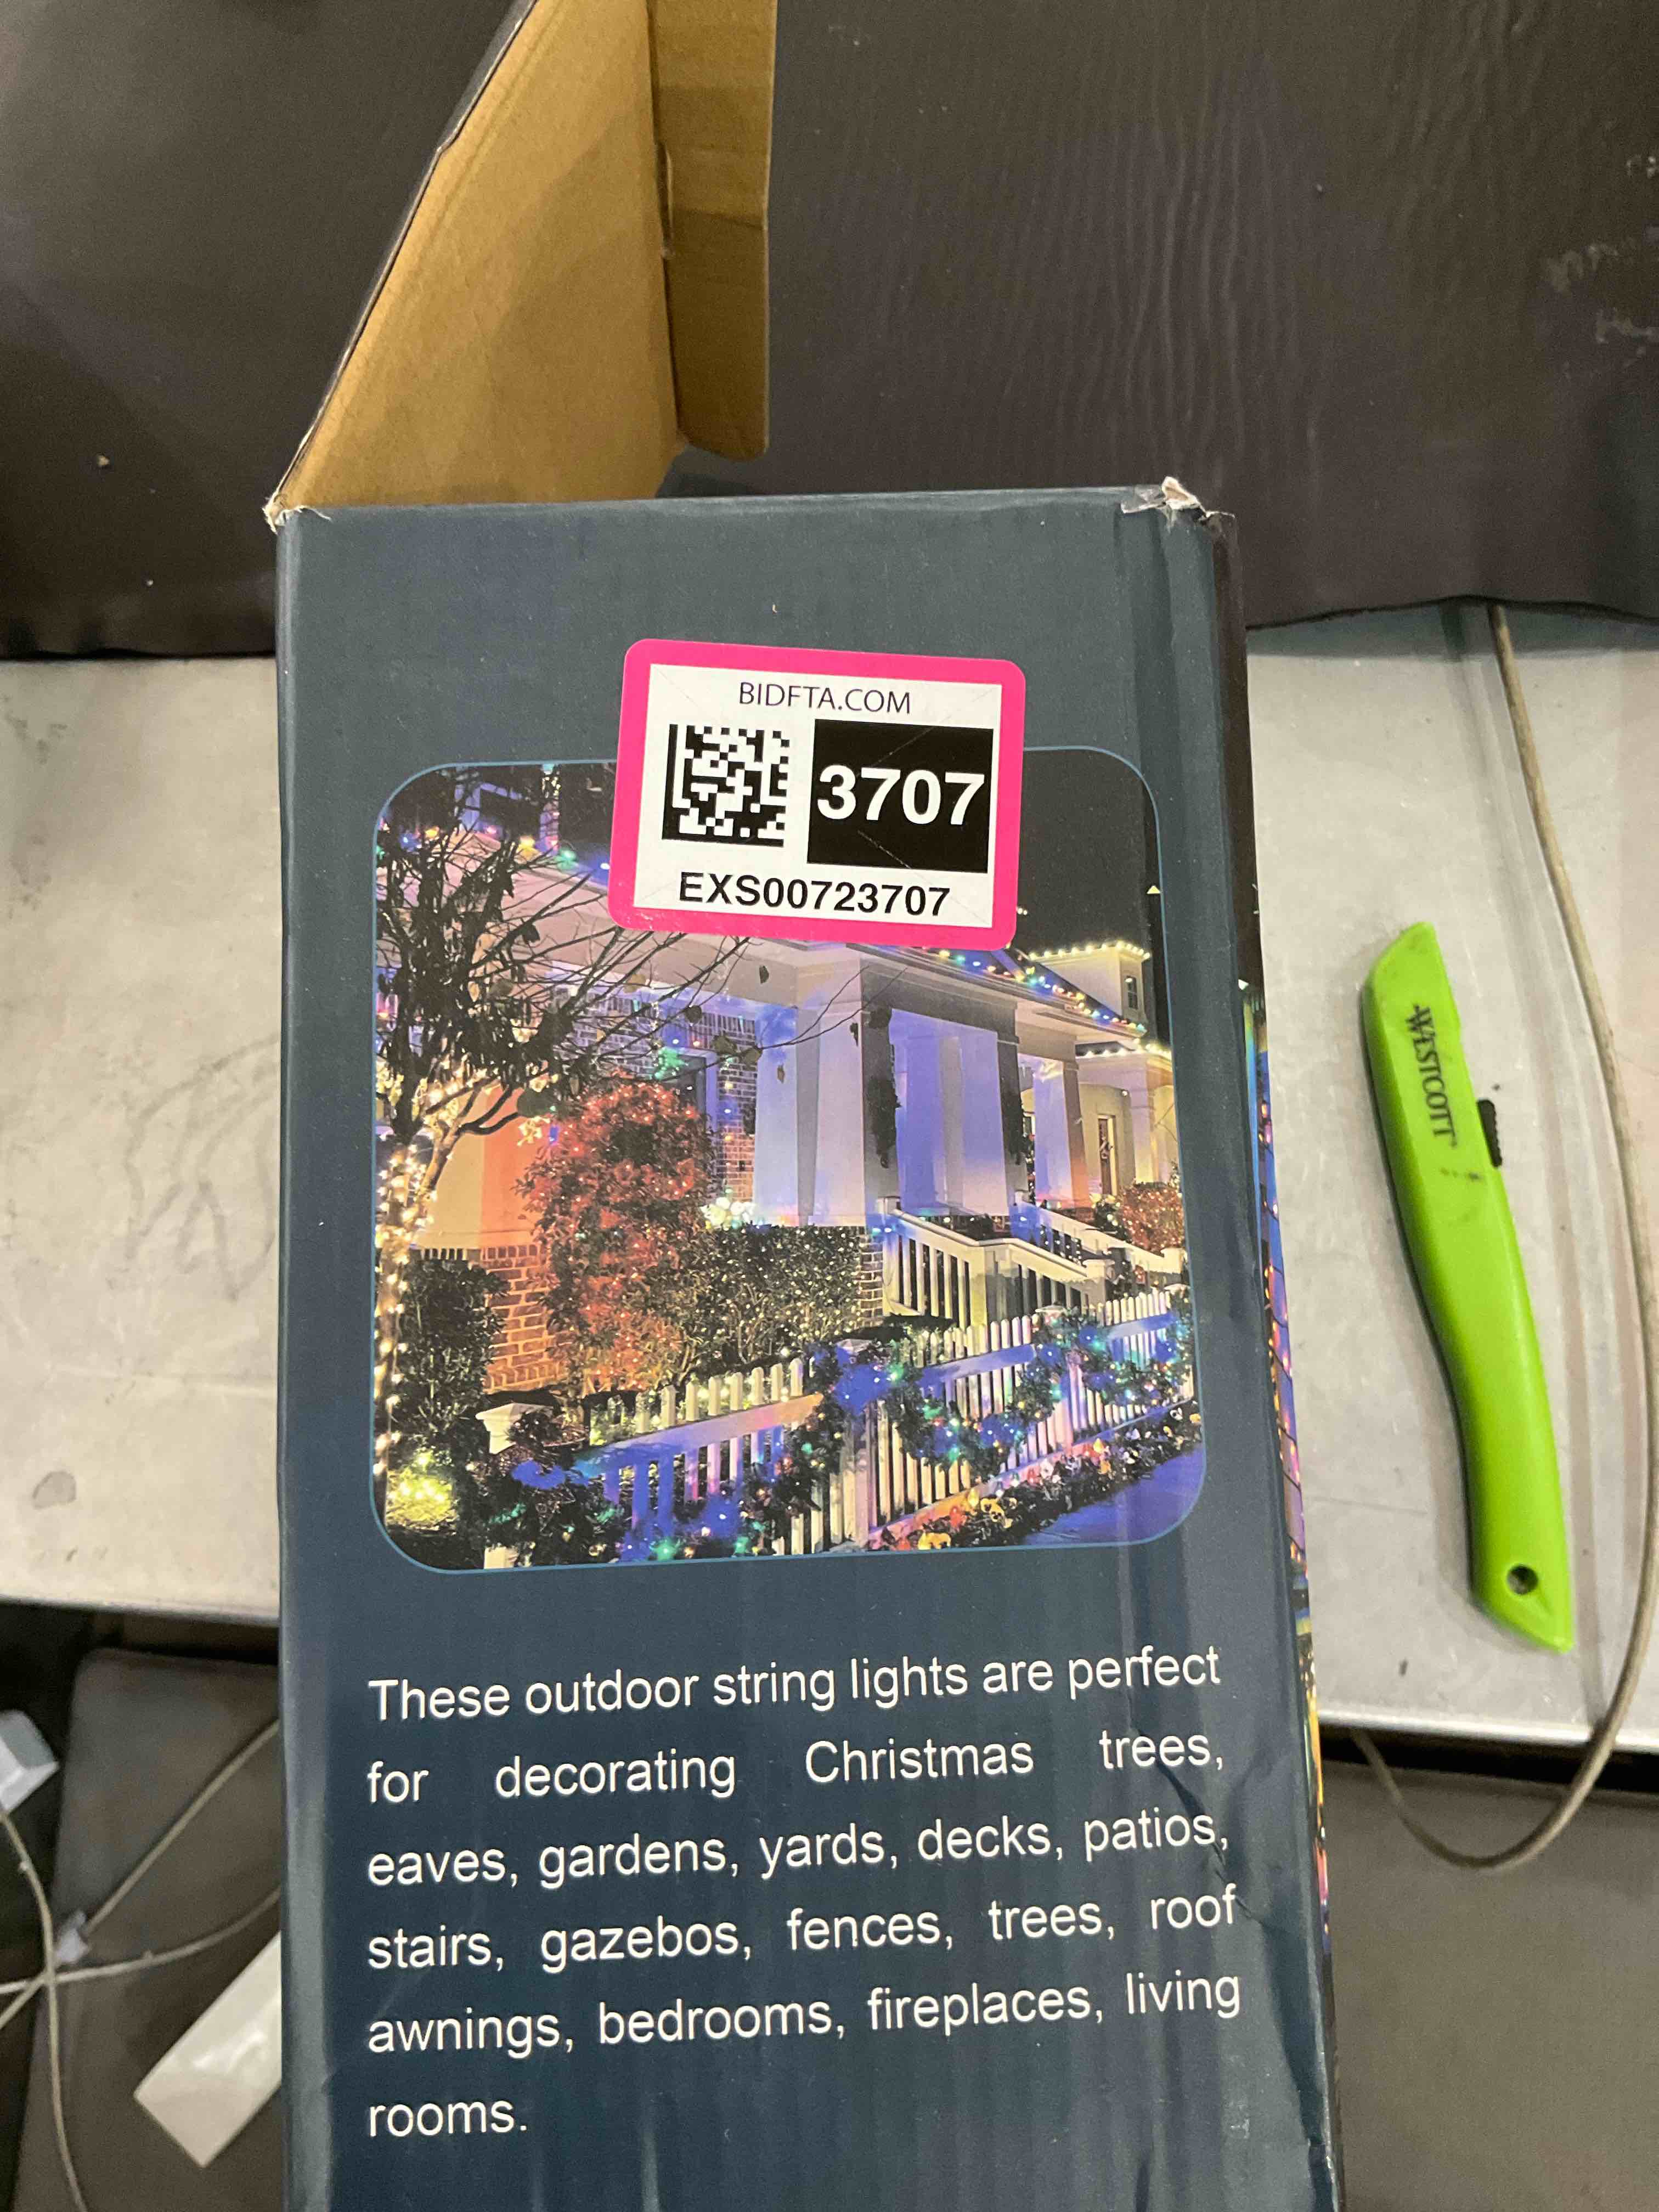 BIDFTA.COM
3707
EXS00723707
WESTCOTT
These outdoor string lights are perfect
for decorating Christmas trees,
eaves, gardens, yards, decks, patios,
stairs, gazebos, fences, trees, roof
awnings, bedrooms, fireplaces, living
rooms.